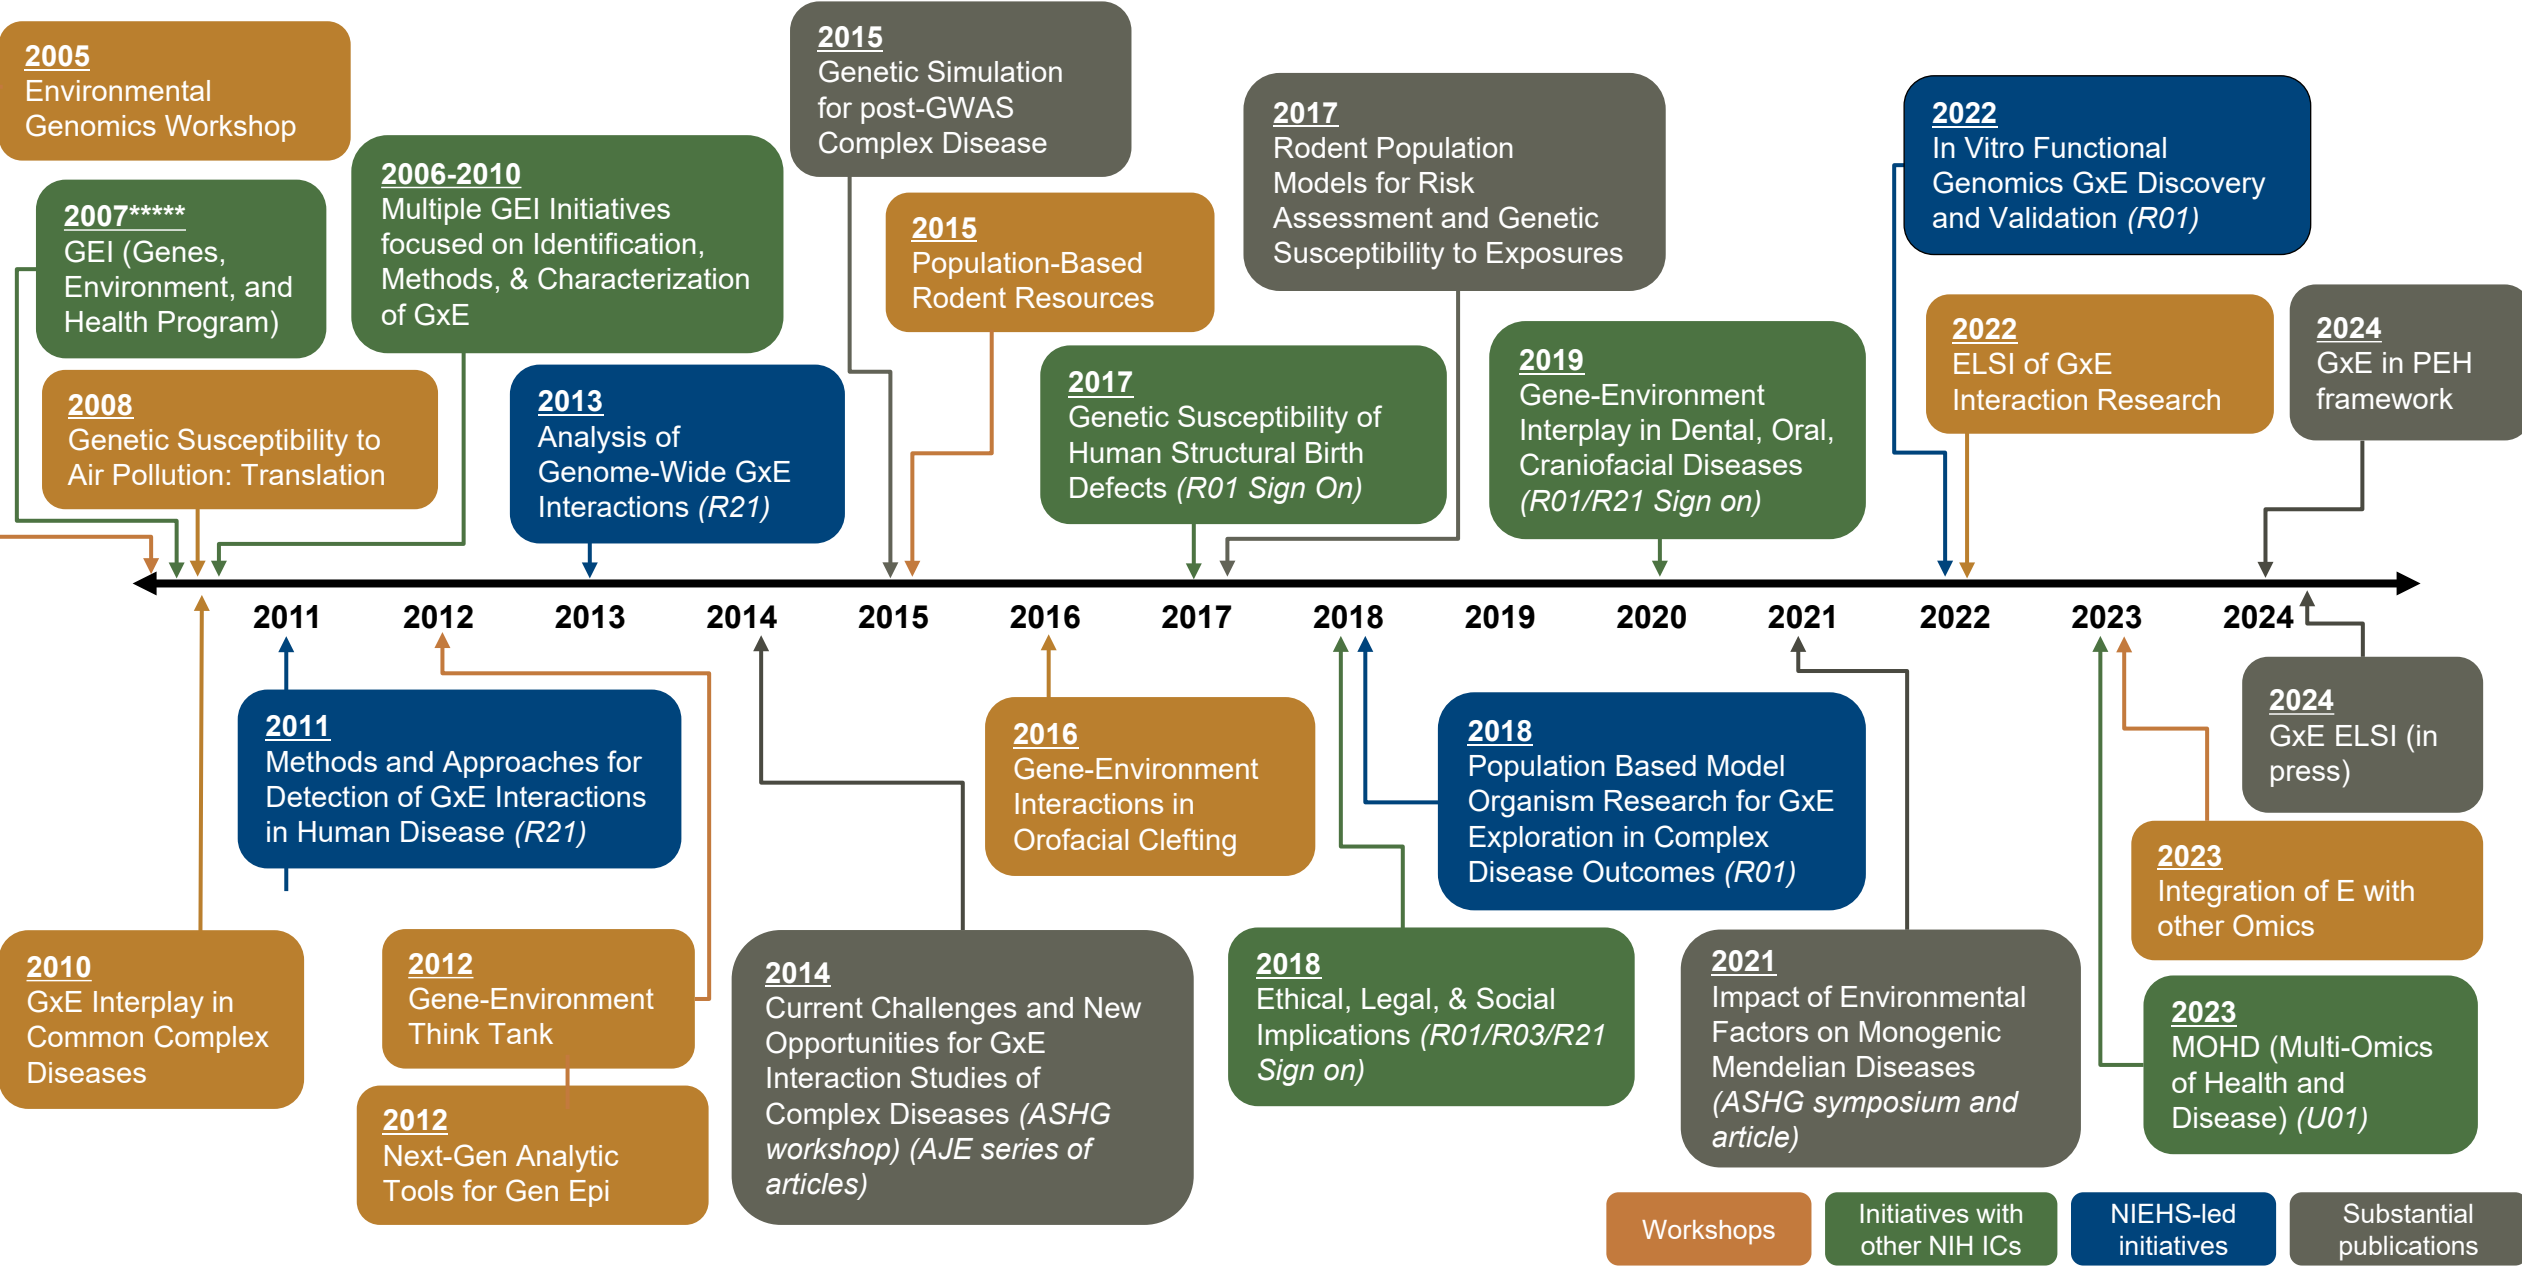 2005
Environmental
Genomics Workshop
2007*****
GEI (Genes,
Environment, and
Health Program)
2006-2010
Multiple GEI Initiatives
focused on Identification,
Methods, & Characterization
of GxE
2008
Genetic Susceptibility to
Air Pollution: Translation
2013
Analysis of
Genome-Wide GxE
Interactions (R21)
2015
Genetic Simulation
for post-GWAS
Complex Disease
2015
Population-Based
Rodent Resources
2017
Rodent Population
Models for Risk
Assessment and Genetic
Susceptibility to Exposures
2017
Genetic Susceptibility of
Human Structural Birth
Defects (R01 Sign On)
2019
Gene-Environment
Interplay in Dental, Oral,
Craniofacial Diseases
(R01/R21 Sign on)
2022
In Vitro Functional
Genomics GxE Discovery
and Validation (R01)
2022
ELSI of GxE
Interaction Research
2024
GxE in PEH
framework
2011 2012 2013 2014 2015 2016 2017 2018 2019 2020 2021 2022 2023 2024
2010
GxE Interplay in
Common Complex
Diseases
2011
Methods and Approaches for
Detection of GxE Interactions
in Human Disease (R21)
2012
Gene-Environment
Think Tank
2012
Next-Gen Analytic
Tools for Gen Epi
2014
Current Challenges and New
Opportunities for GxE
Interaction Studies of
Complex Diseases (ASHG
workshop) (AJE series of
articles)
2016
Gene-Environment
Interactions in
Orofacial Clefting
2018
Ethical, Legal, & Social
Implications (R01/R03/R21
Sign on)
2018
Population Based Model
Organism Research for GxE
Exploration in Complex
Disease Outcomes (R01)
2021
Impact of Environmental
Factors on Monogenic
Mendelian Diseases
(ASHG symposium and
article)
2024
GxE ELSI (in
press)
2023
Integration of E with
other Omics
2023
MOHD (Multi-Omics
of Health and
Disease) (U01)
Workshops
Initiatives with
other NIH ICs
NIEHS-led
initiatives
Substantial
publications